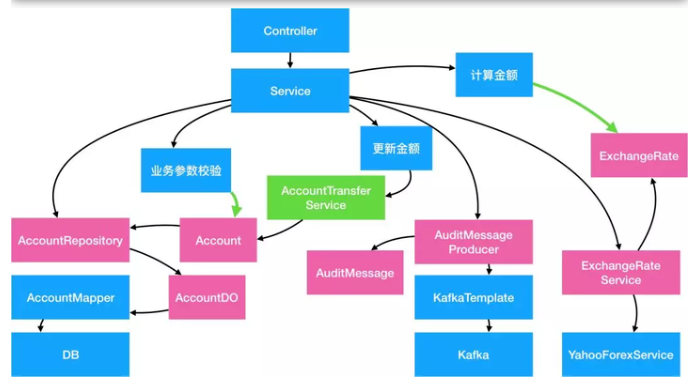 Controller
Service
计算金额
更新金额
ExchangeRate
业务参数校验
AccountTransfer
Service
AccountRepository
Account
AuditMessage
Producer
AuditMessage
ExchangeRate
Service
AccountMapper
AccountDO
KafkaTemplate
DB
Kafka
YahooForexService